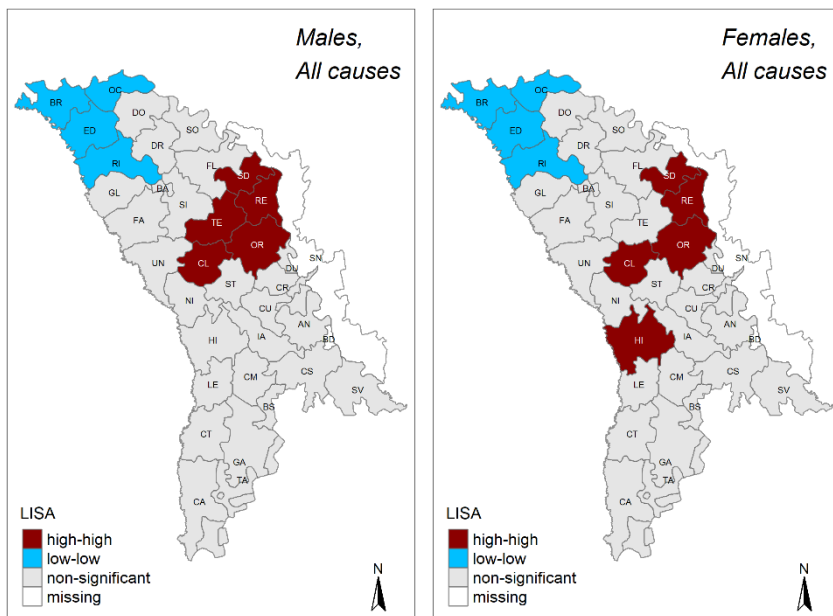 Males,
All causes
OC
BR
DO
ED
SO
DR
RI
FL
SD
GL
BA
SI
RE
FA
TE
OR
UN
CL
SN
DU
ST
CR
NI
CU
AN
HI
IA
BD
LE
CM
CS
SV
BS
CT
GA
TA
CA
LISA
high-high
low-low
non-significant
missing
N
Females,
All causes
OC
BR
DO
ED
SO
DR
RI
FL
SD
GL
BA
SI
RE
FA
TE
OR
UN
CL
SN
DU
ST
CR
NI
CU
AN
HI
IA
BD
LE
CM
CS
SV
BS
CT
GA
TA
CA
LISA
high-high
low-low
non-significant
missing
N